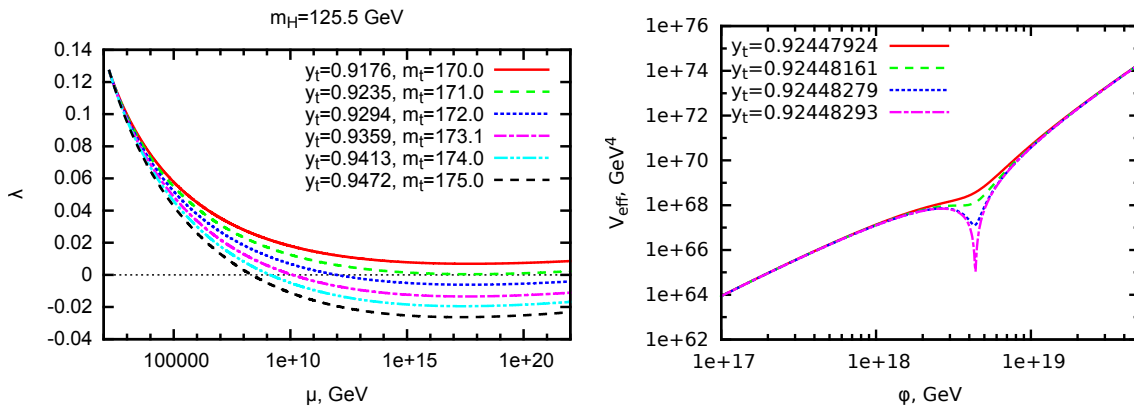 m_H=125.5 GeV
0.14
0.12
0.1
0.08
0.06
0.04
0.02
0
-0.02
-0.04
λ
y_t=0.9176, m_t=170.0
y_t=0.9235, m_t=171.0
y_t=0.9294, m_t=172.0
y_t=0.9359, m_t=173.1
y_t=0.9413, m_t=174.0
y_t=0.9472, m_t=175.0
100000 1e+10 1e+15 1e+20
μ, GeV
1e+76
1e+74
1e+72
1e+70
1e+68
1e+66
1e+64
1e+62
V_eff, GeV^4
y_t=0.92447924
y_t=0.92448161
y_t=0.92448279
y_t=0.92448293
1e+17 1e+18 1e+19
φ, GeV